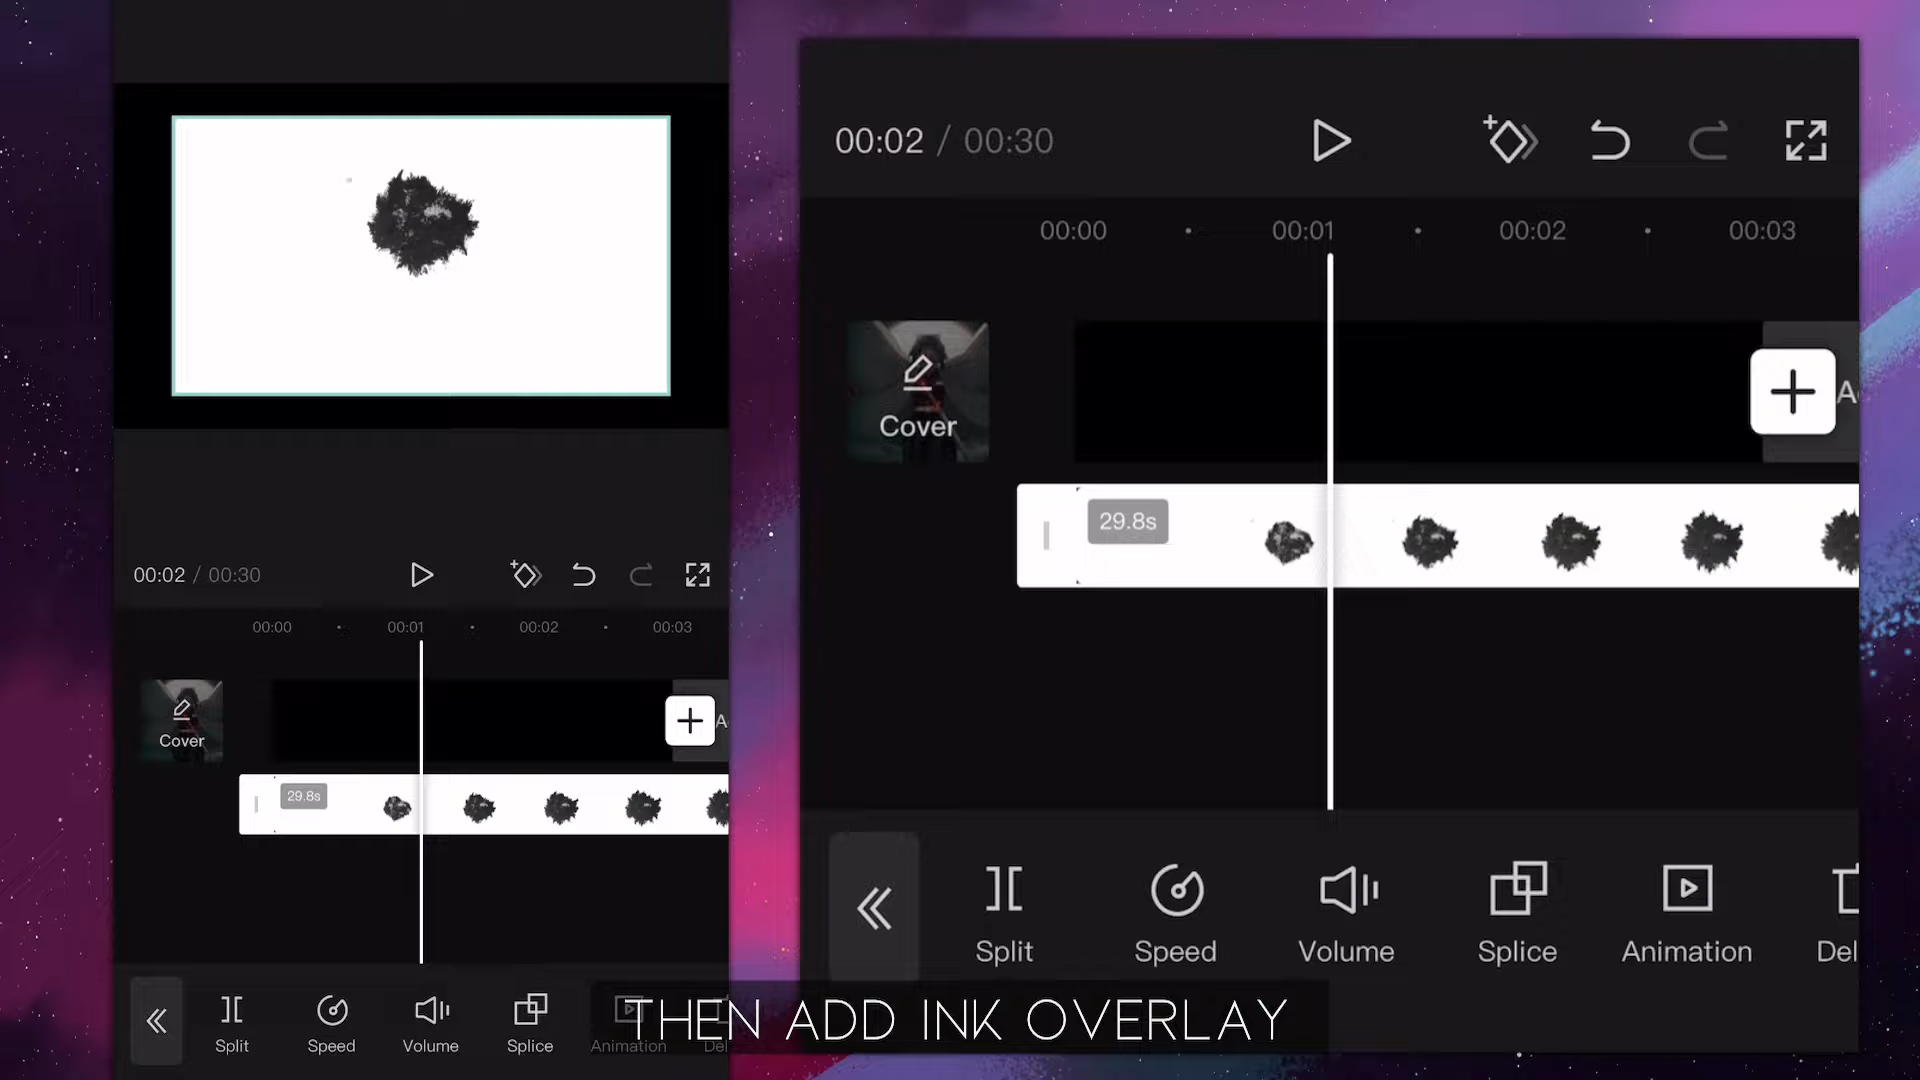 00:02 / 00:30
00:00 00:01 00:02 00:03
Cover
A
29.8s
Split Speed Volume Splice Animation Del
00:02 / 00:30
00:00 00:01 00:02 00:03
Cover
A
29.8s
Split Speed Volume Splice Animation Del
THEN ADD INK OVERLAY